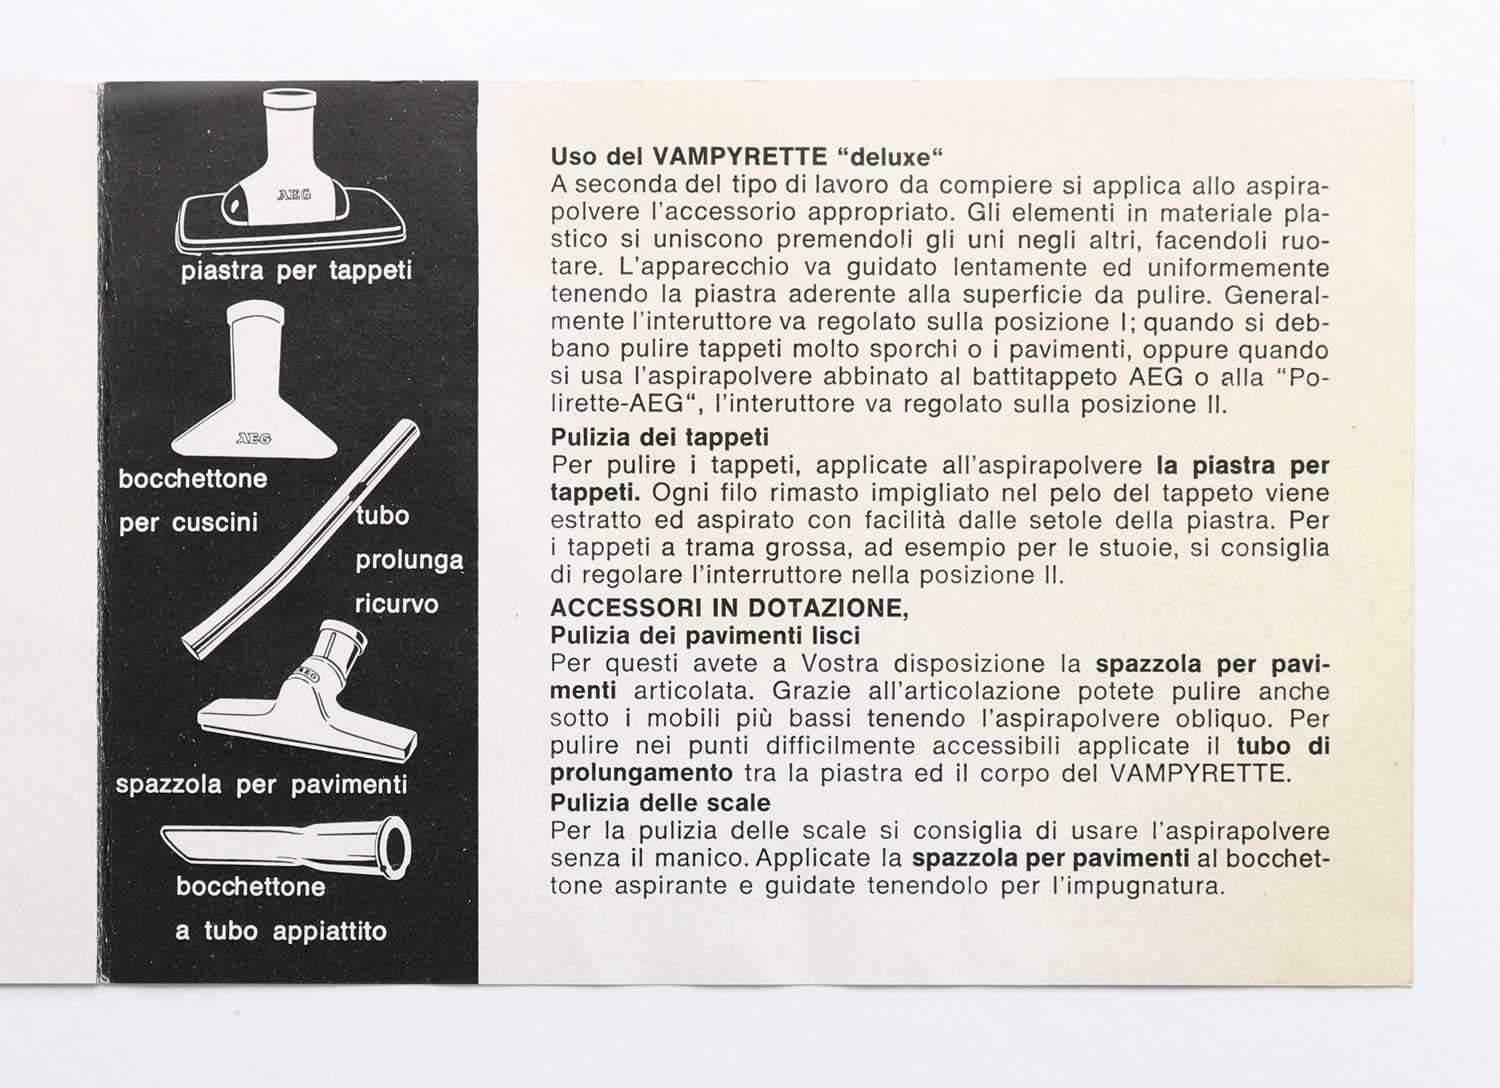 AEG
piastra per tappeti
AEG
bocchettone
per cuscini
tubo
prolunga
ricurvo
AEG
spazzola per pavimenti
bocchettone
a tubo appiattito
Uso del VAMPYRETTE “deluxe“
A seconda del tipo di lavoro da compiere si applica allo aspira-
polvere l'accessorio appropriato. Gli elementi in materiale pla-
stico si uniscono premendoli gli uni negli altri, facendoli ruo-
tare. L'apparecchio va guidato lentamente ed uniformemente
tenendo la piastra aderente alla superficie da pulire. General-
mente l'interuttore va regolato sulla posizione I; quando si deb-
bano pulire tappeti molto sporchi o i pavimenti, oppure quando
si usa l'aspirapolvere abbinato al battitappeto AEG o alla “Po-
lirette-AEG“, l'interuttore va regolato sulla posizione II.
Pulizia dei tappeti
Per pulire i tappeti, applicate all'aspirapolvere la piastra per
tappeti. Ogni filo rimasto impigliato nel pelo del tappeto viene
estratto ed aspirato con facilità dalle setole della piastra. Per
i tappeti a trama grossa, ad esempio per le stuoie, si consiglia
di regolare l'interruttore nella posizione II.
ACCESSORI IN DOTAZIONE,
Pulizia dei pavimenti lisci
Per questi avete a Vostra disposizione la spazzola per pavi-
menti articolata. Grazie all'articolazione potete pulire anche
sotto i mobili più bassi tenendo l'aspirapolvere obliquo. Per
pulire nei punti difficilmente accessibili applicate il tubo di
prolungamento tra la piastra ed il corpo del VAMPYRETTE.
Pulizia delle scale
Per la pulizia delle scale si consiglia di usare l'aspirapolvere
senza il manico. Applicate la spazzola per pavimenti al bocchet-
tone aspirante e guidate tenendolo per l'impugnatura.